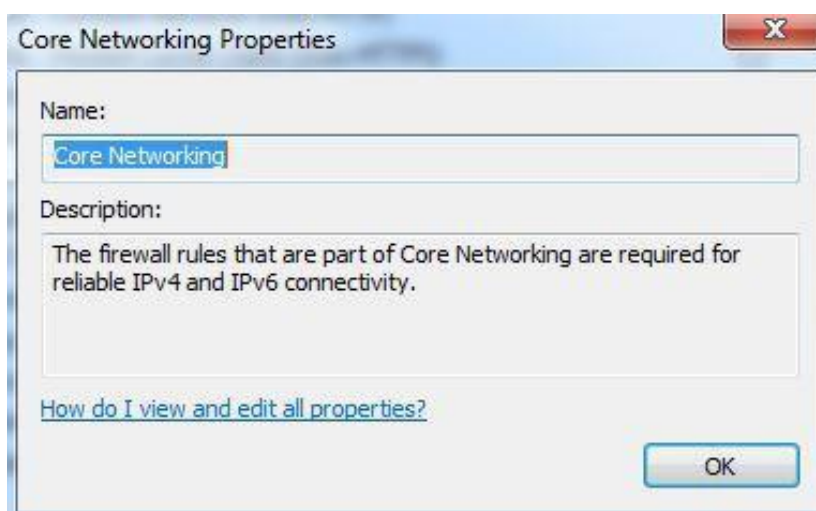 Core Networking Properties
Name:
Core Networking
Description:
The firewall rules that are part of Core Networking are required for
reliable IPv4 and IPv6 connectivity.
How do I view and edit all properties?
OK